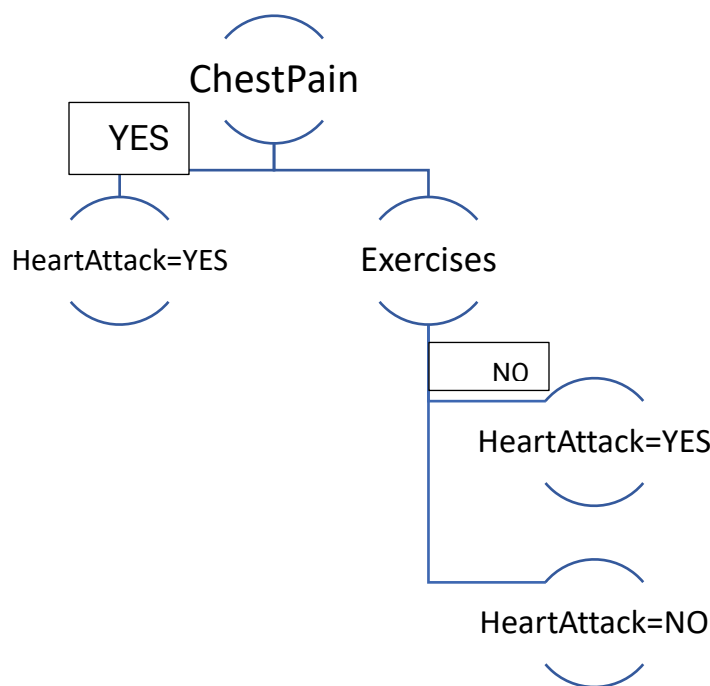 ChestPain
YES
HeartAttack=YES
Exercises
NO
HeartAttack=YES
HeartAttack=NO